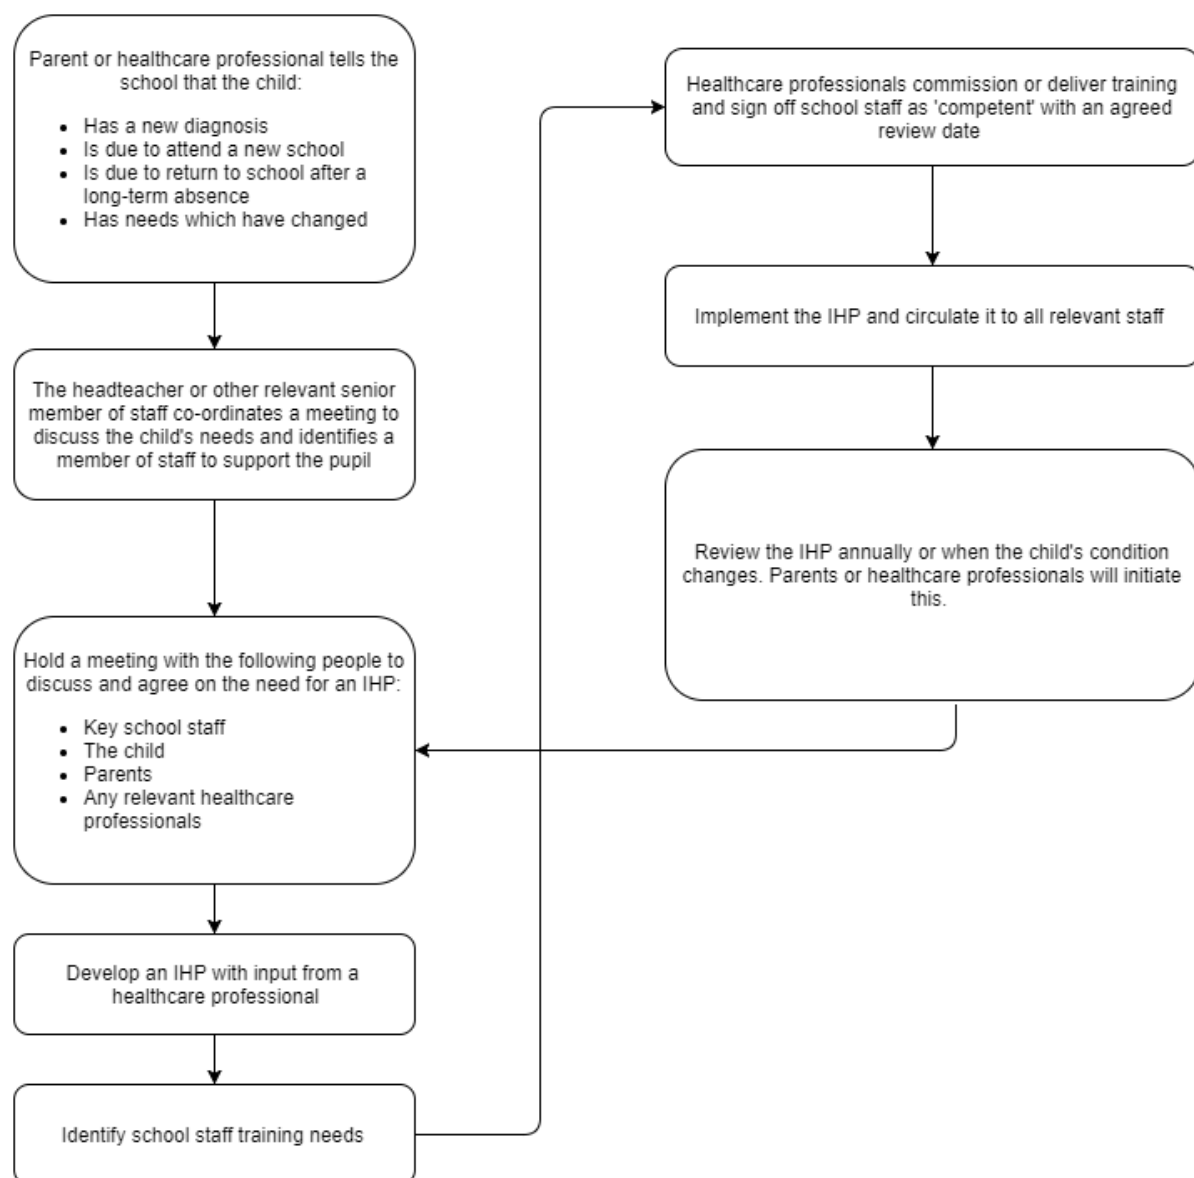 Parent or healthcare professional tells the
school that the child:
• Has a new diagnosis
• Is due to attend a new school
• Is due to return to school after a
long-term absence
• Has needs which have changed
The headteacher or other relevant senior
member of staff co-ordinates a meeting to
discuss the child's needs and identifies a
member of staff to support the pupil
Hold a meeting with the following people to
discuss and agree on the need for an IHP:
• Key school staff
• The child
• Parents
• Any relevant healthcare
professionals
Develop an IHP with input from a
healthcare professional
Identify school staff training needs
Healthcare professionals commission or deliver training
and sign off school staff as 'competent' with an agreed
review date
Implement the IHP and circulate it to all relevant staff
Review the IHP annually or when the child's condition
changes. Parents or healthcare professionals will initiate
this.